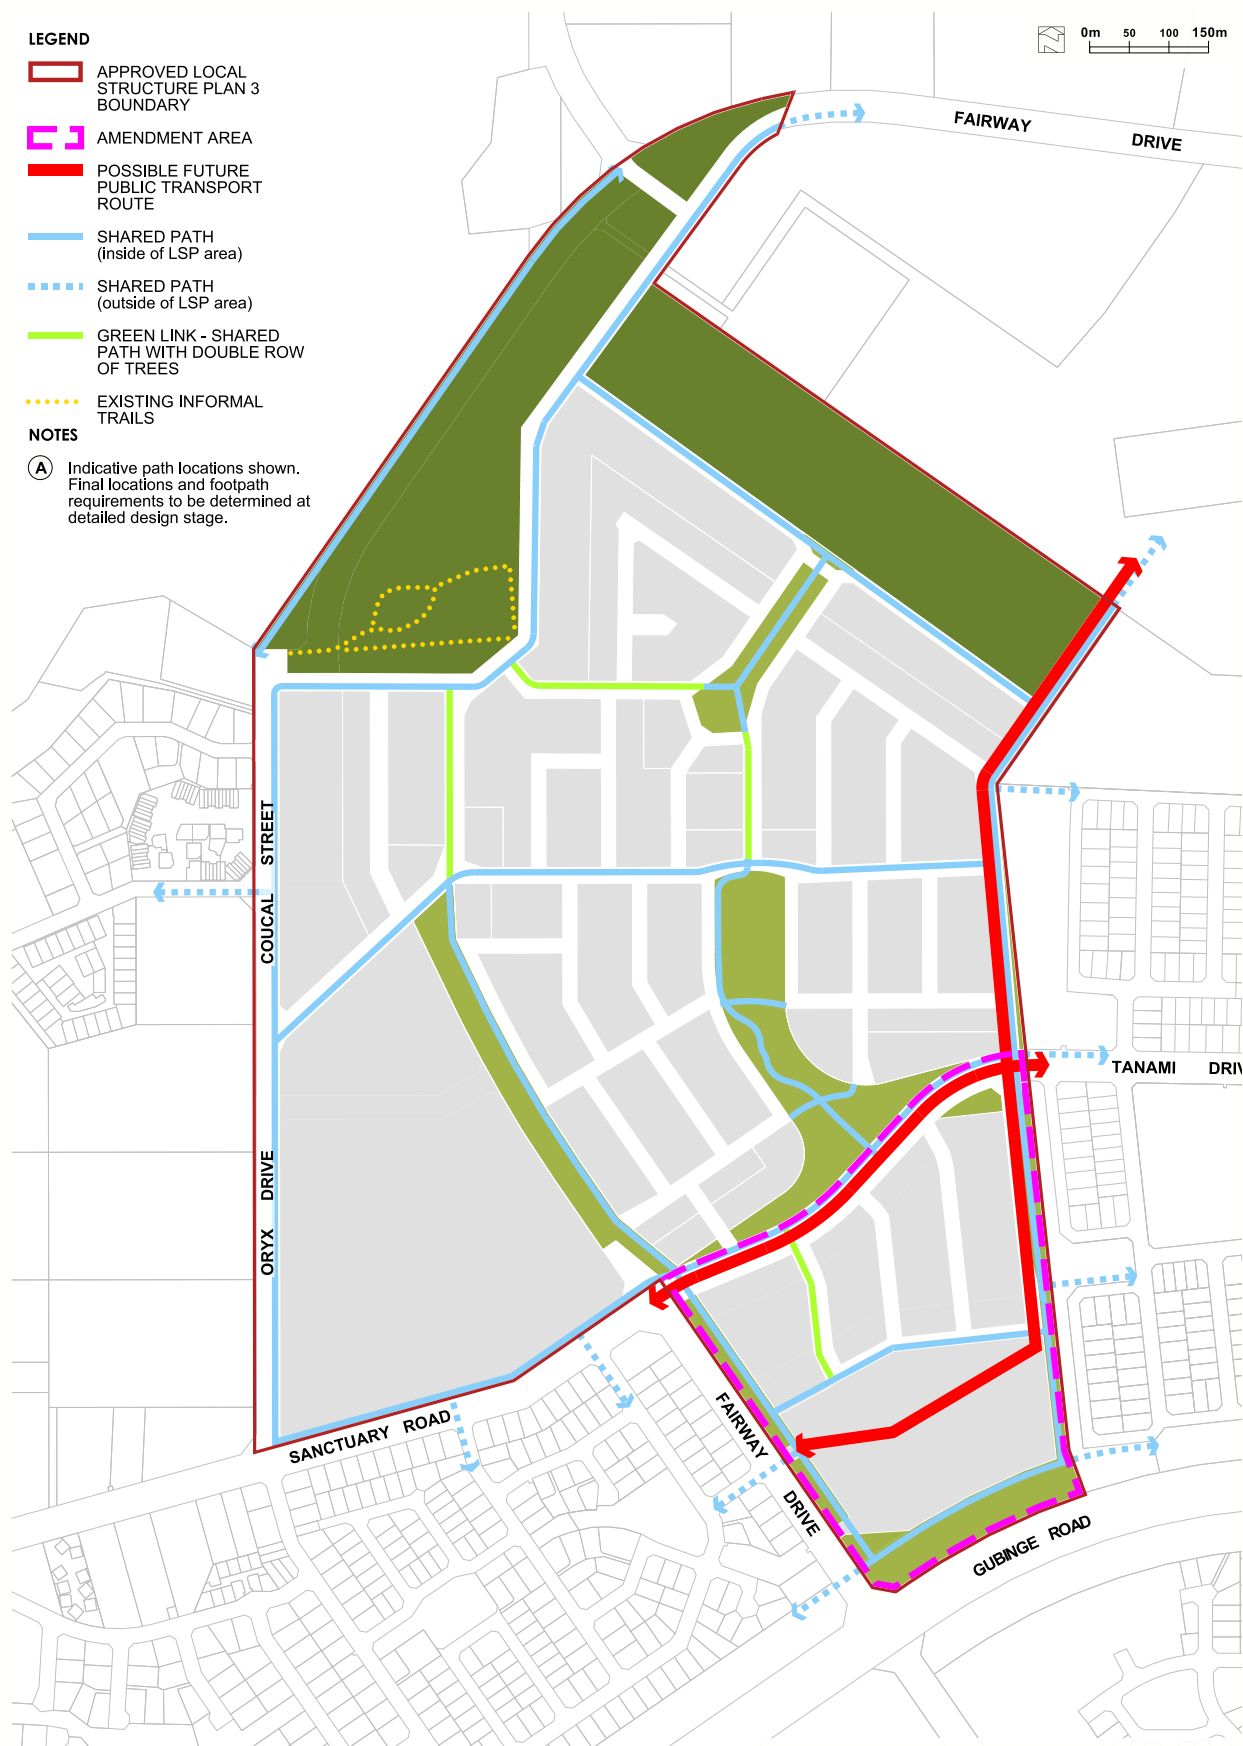 LEGEND
APPROVED LOCAL
STRUCTURE PLAN 3
BOUNDARY
AMENDMENT AREA
POSSIBLE FUTURE
PUBLIC TRANSPORT
ROUTE
SHARED PATH
(inside of LSP area)
SHARED PATH
(outside of LSP area)
GREEN LINK - SHARED
PATH WITH DOUBLE ROW
OF TREES
EXISTING INFORMAL
TRAILS
NOTES
A Indicative path locations shown.
Final locations and footpath
requirements to be determined at
detailed design stage.
0m 50 100 150m
FAIRWAY DRIVE
COUCAL STREET
TANAMI DRIV
ORYX DRIVE
SANCTUARY ROAD
FAIRWAY DRIVE
GUBINGE ROAD